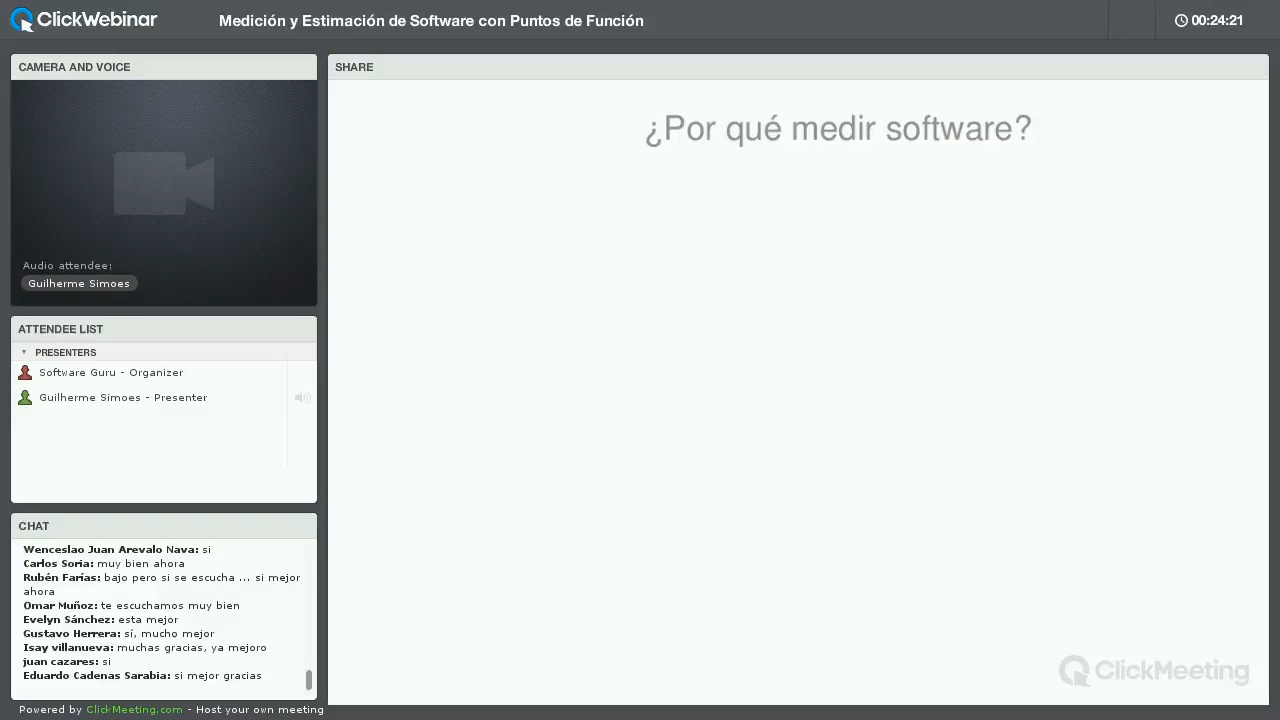 ClickWebinar
Medición y Estimación de Software con Puntos de Función
00:24:21
CAMERA AND VOICE
Audio attendee:
Guilherme Simoes
ATTENDEE LIST
PRESENTERS
Software Guru - Organizer
Guilherme Simoes - Presenter
CHAT
Wenceslao Juan Arevalo Nava: si
Carlos Soria: muy bien ahora
Rubén Farías: bajo pero si se escucha ... si mejor
ahora
Omar Muñoz: te escuchamos muy bien
Evelyn Sánchez: esta mejor
Gustavo Herrera: sí, mucho mejor
Isay villanueva: muchas gracias, ya mejoro
juan cazares: si
Eduardo Cadenas Sarabia: si mejor gracias
Powered by ClickMeeting.com - Host your own meeting
SHARE
¿Por qué medir software?
ClickMeeting